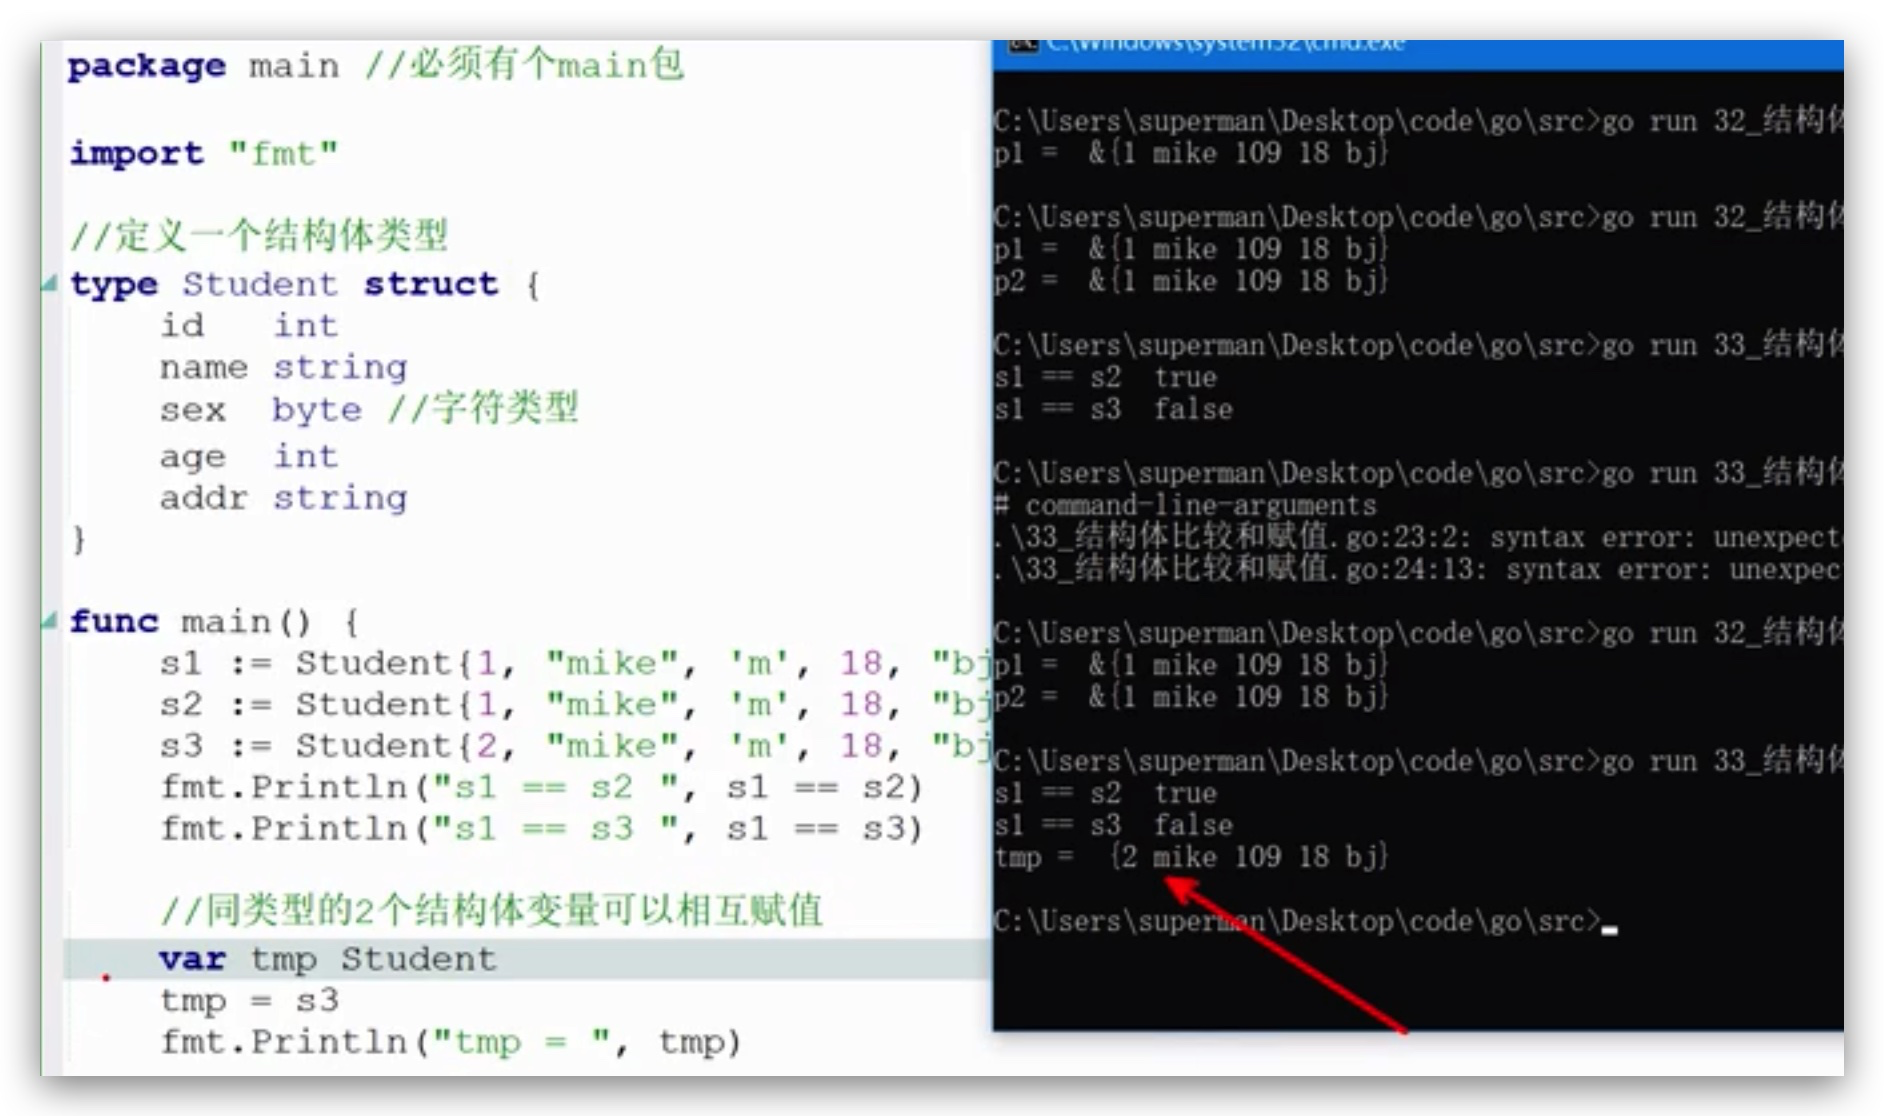 package main //必须有个main包
import "fmt"
//定义一个结构体类型
type Student struct {
id int
name string
sex byte //字符类型
age int
addr string
}
func main() {
s1 := Student{1, "mike", 'm', 18, "bj
s2 := Student{1, "mike", 'm', 18, "bj
s3 := Student{2, "mike", 'm', 18, "bj
fmt.Println("s1 == s2 ", s1 == s2)
fmt.Println("s1 == s3 ", s1 == s3)
//同类型的2个结构体变量可以相互赋值
var tmp Student
tmp = s3
fmt.Println("tmp = ", tmp)
C:\Windows\system32\cmd.exe
C:\Users\superman\Desktop\code\go\src>go run 32_结构体
p1 = &{1 mike 109 18 bj}
C:\Users\superman\Desktop\code\go\src>go run 32_结构体
p1 = &{1 mike 109 18 bj}
p2 = &{1 mike 109 18 bj}
C:\Users\superman\Desktop\code\go\src>go run 33_结构体
s1 == s2 true
s1 == s3 false
C:\Users\superman\Desktop\code\go\src>go run 33_结构体
# command-line-arguments
.\33_结构体比较和赋值.go:23:2: syntax error: unexpect
.\33_结构体比较和赋值.go:24:13: syntax error: unexpec
C:\Users\superman\Desktop\code\go\src>go run 32_结构体
p1 = &{1 mike 109 18 bj}
p2 = &{1 mike 109 18 bj}
C:\Users\superman\Desktop\code\go\src>go run 33_结构体
s1 == s2 true
s1 == s3 false
tmp = {2 mike 109 18 bj}
C:\Users\superman\Desktop\code\go\src>